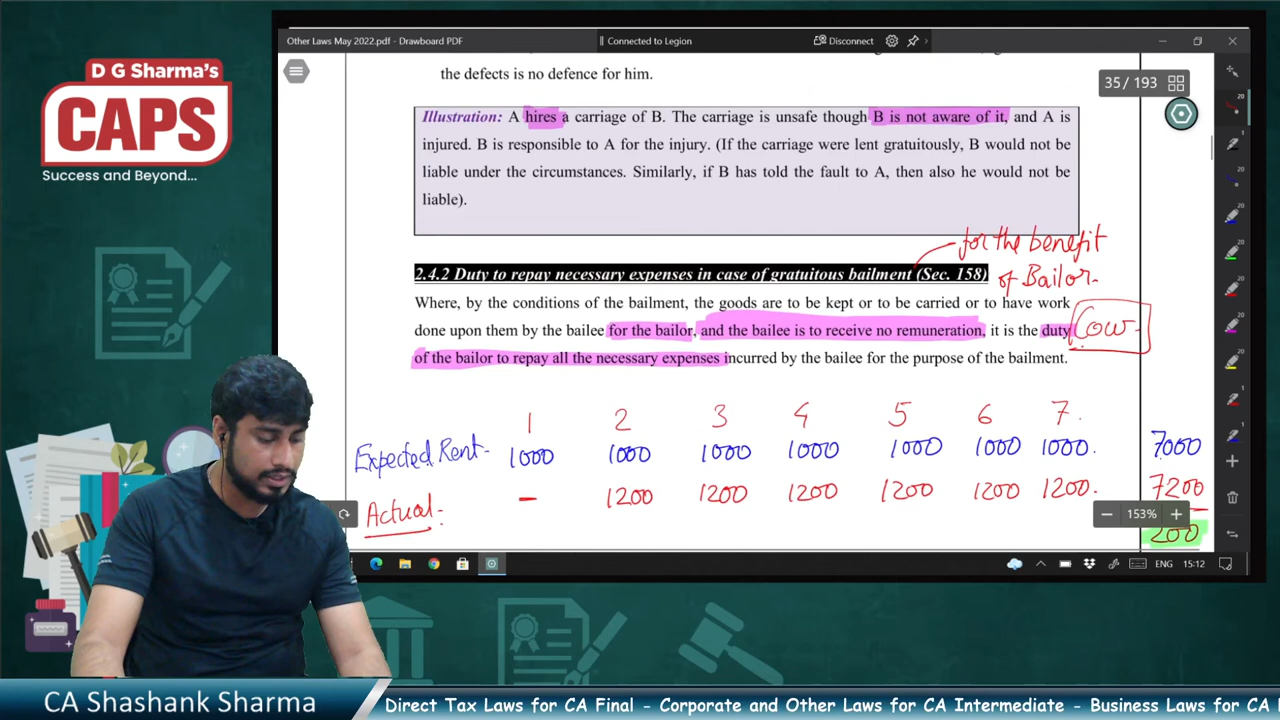 D G Sharma's
CAPS
Success and Beyond...
Other Laws May 2022.pdf - Drawboard PDF
Connected to Legion
Disconnect
35 / 193
the defects is no defence for him.
Illustration: A hires a carriage of B. The carriage is unsafe though B is not aware of it, and A is
injured. B is responsible to A for the injury. (If the carriage were lent gratuitously, B would not be
liable under the circumstances. Similarly, if B has told the fault to A, then also he would not be
liable).
for the benefit
of Bailor.
2.4.2 Duty to repay necessary expenses in case of gratuitous bailment (Sec. 158)
Where, by the conditions of the bailment, the goods are to be kept or to be carried or to have work
done upon them by the bailee for the bailor, and the bailee is to receive no remuneration, it is the duty
Cow
of the bailor to repay all the necessary expenses incurred by the bailee for the purpose of the bailment.
1 2 3 4 5 6 7.
Expected Rent- 1000 1000 1000 1000 1000 1000 1000. 7000
Actual: - 1200 1200 1200 1200 1200 1200. 7200
200
153%
ENG 15:12
CA Shashank Sharma
Direct Tax Laws for CA Final - Corporate and Other Laws for CA Intermediate - Business Laws for CA